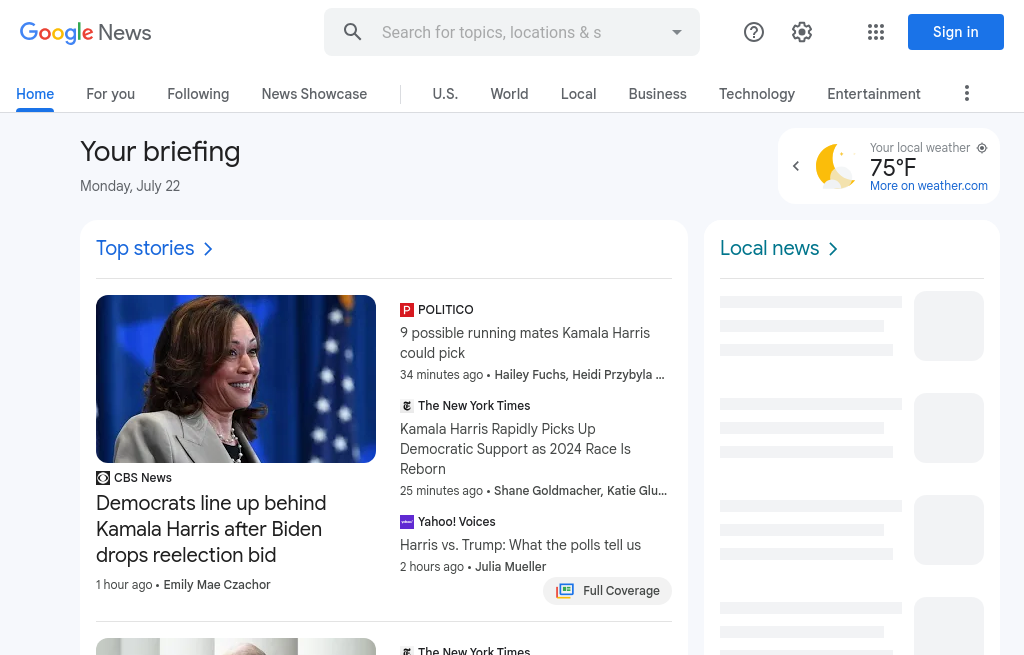 Google News
Search for topics, locations & s
Sign in
Home
For you
Following
News Showcase
U.S.
World
Local
Business
Technology
Entertainment
Your briefing
Monday, July 22
Your local weather
75°F
More on weather.com
Top stories
Local news
CBS News
Democrats line up behind
Kamala Harris after Biden
drops reelection bid
1 hour ago • Emily Mae Czachor
POLITICO
9 possible running mates Kamala Harris
could pick
34 minutes ago • Hailey Fuchs, Heidi Przybyla ...
The New York Times
Kamala Harris Rapidly Picks Up
Democratic Support as 2024 Race Is
Reborn
25 minutes ago • Shane Goldmacher, Katie Glu...
Yahoo! Voices
Harris vs. Trump: What the polls tell us
2 hours ago • Julia Mueller
Full Coverage
The New York Times